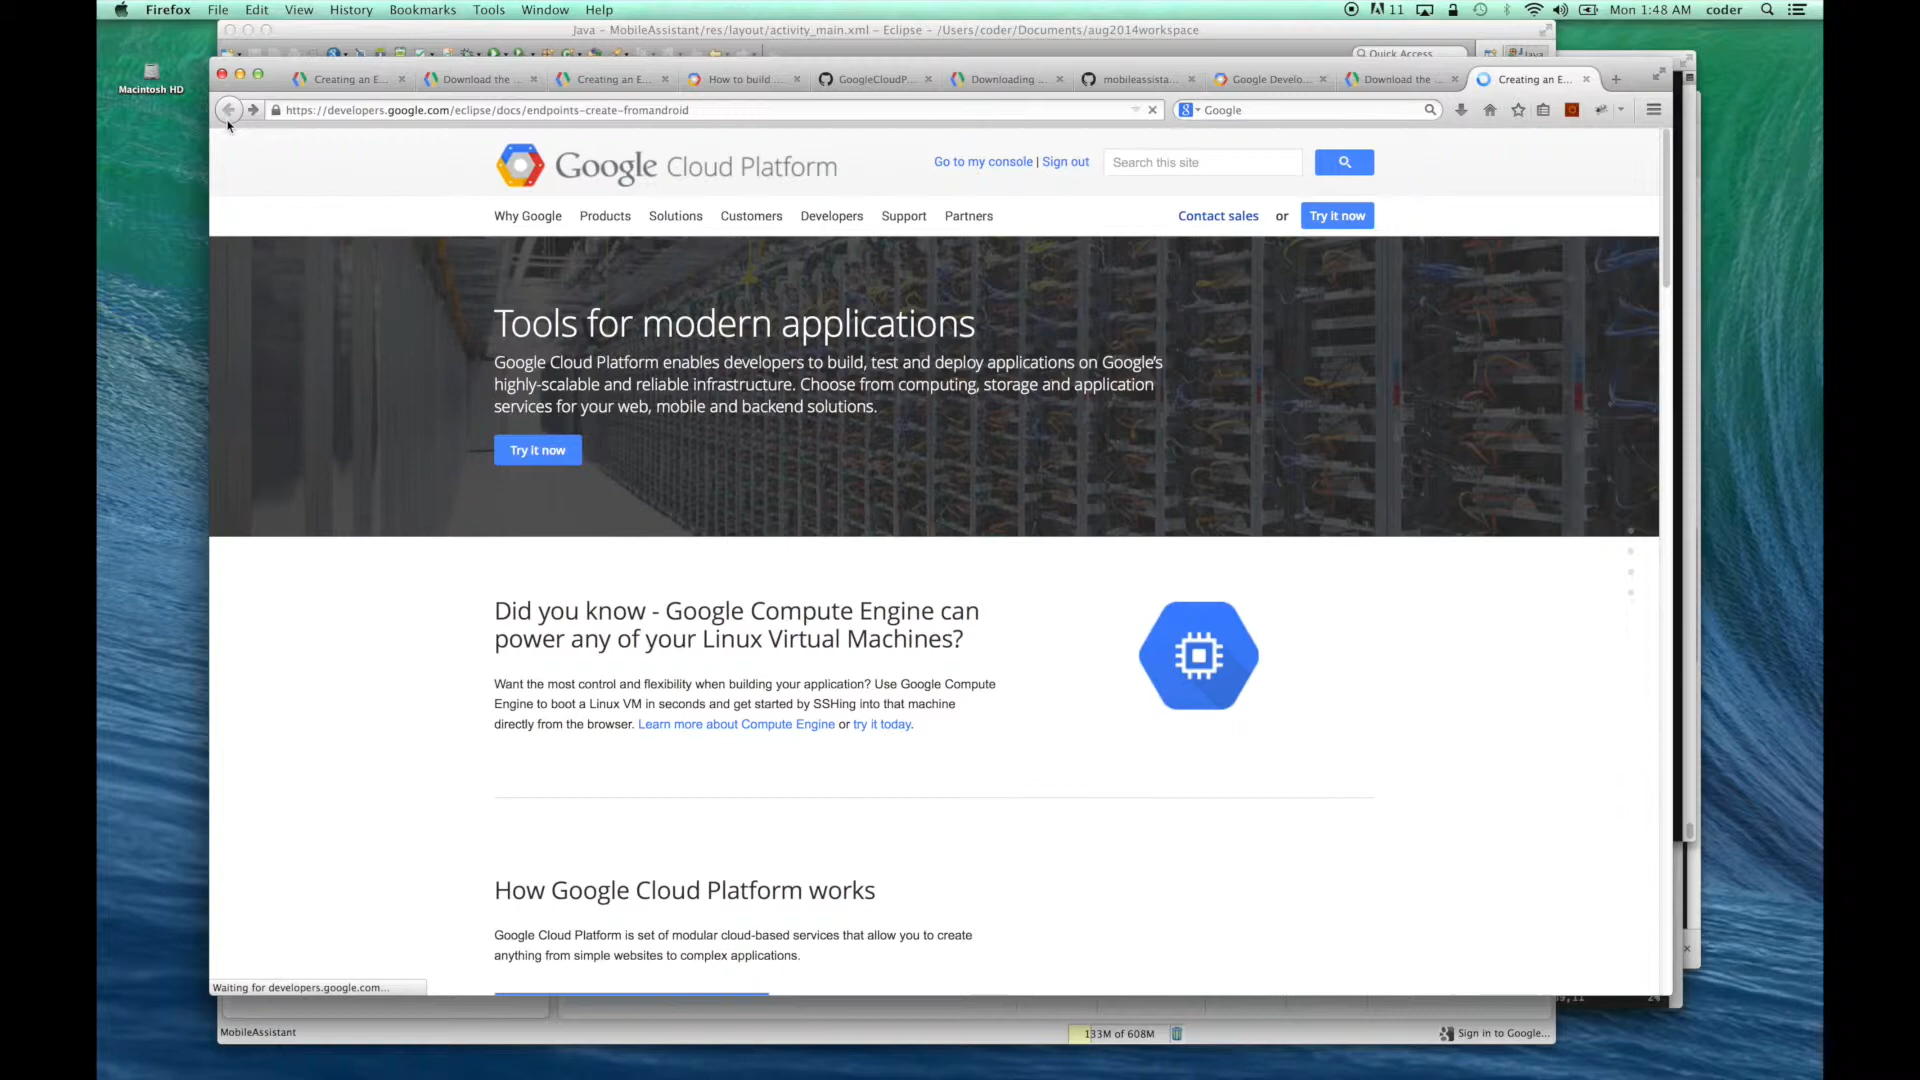 Firefox File Edit View History Bookmarks Tools Window Help
11 Mon 1:48 AM coder
Java – MobileAssistant/res/layout/activity_main.xml – Eclipse – /Users/coder/Documents/aug2014workspace
Quick Access
Java
Macintosh HD
Creating an E...
Download the ...
Creating an E...
How to build ...
GoogleCloudP...
Downloading ...
mobileassista...
Google Develo...
Download the ...
Creating an E...
https://developers.google.com/eclipse/docs/endpoints-create-fromandroid
Google
Google Cloud Platform
Go to my console | Sign out
Search this site
Why Google Products Solutions Customers Developers Support Partners
Contact sales or Try it now
Tools for modern applications
Google Cloud Platform enables developers to build, test and deploy applications on Google's
highly-scalable and reliable infrastructure. Choose from computing, storage and application
services for your web, mobile and backend solutions.
Try it now
Did you know - Google Compute Engine can
power any of your Linux Virtual Machines?
Want the most control and flexibility when building your application? Use Google Compute
Engine to boot a Linux VM in seconds and get started by SSHing into that machine
directly from the browser. Learn more about Compute Engine or try it today.
How Google Cloud Platform works
Google Cloud Platform is set of modular cloud-based services that allow you to create
anything from simple websites to complex applications.
Waiting for developers.google.com...
MobileAssistant
133M of 608M
Sign in to Google...